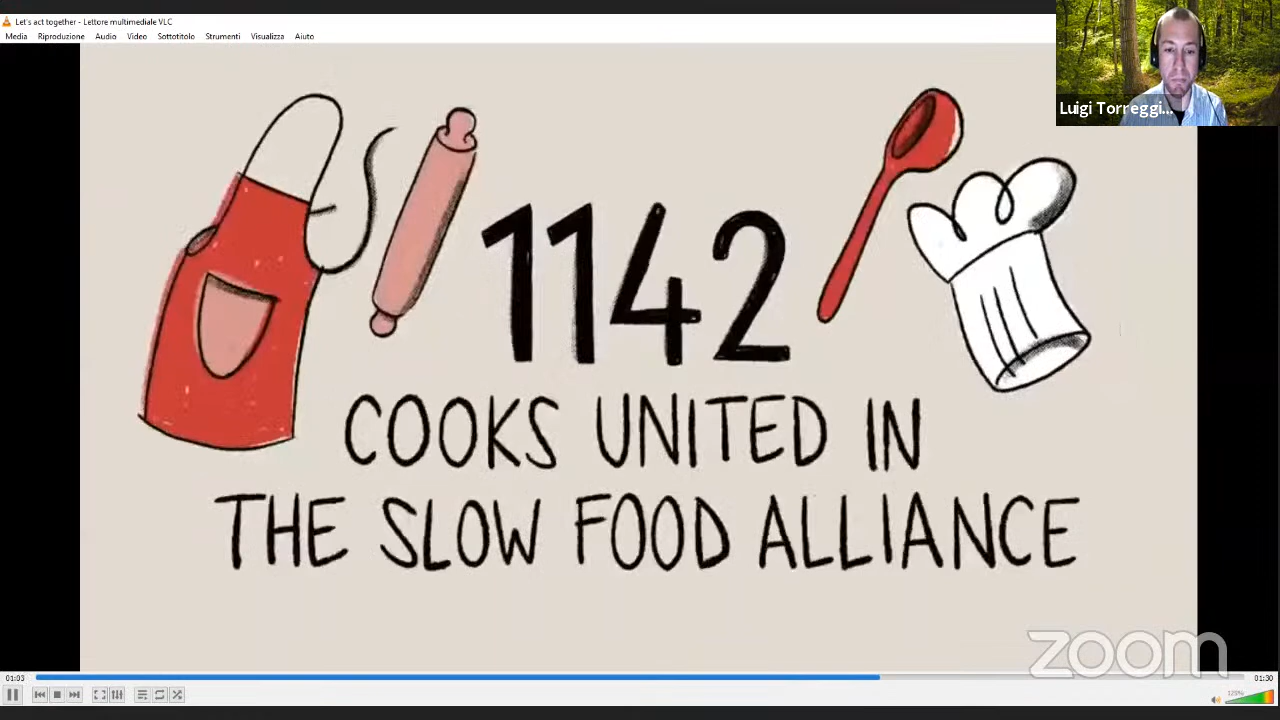 Let's act together - Lettore multimediale VLC
Media Riproduzione Audio Video Sottotitolo Strumenti Visualizza Aiuto
Luigi Torreggi...
1142
COOKS UNITED IN
THE SLOW FOOD ALLIANCE
zoom
01:03 01:30
125%